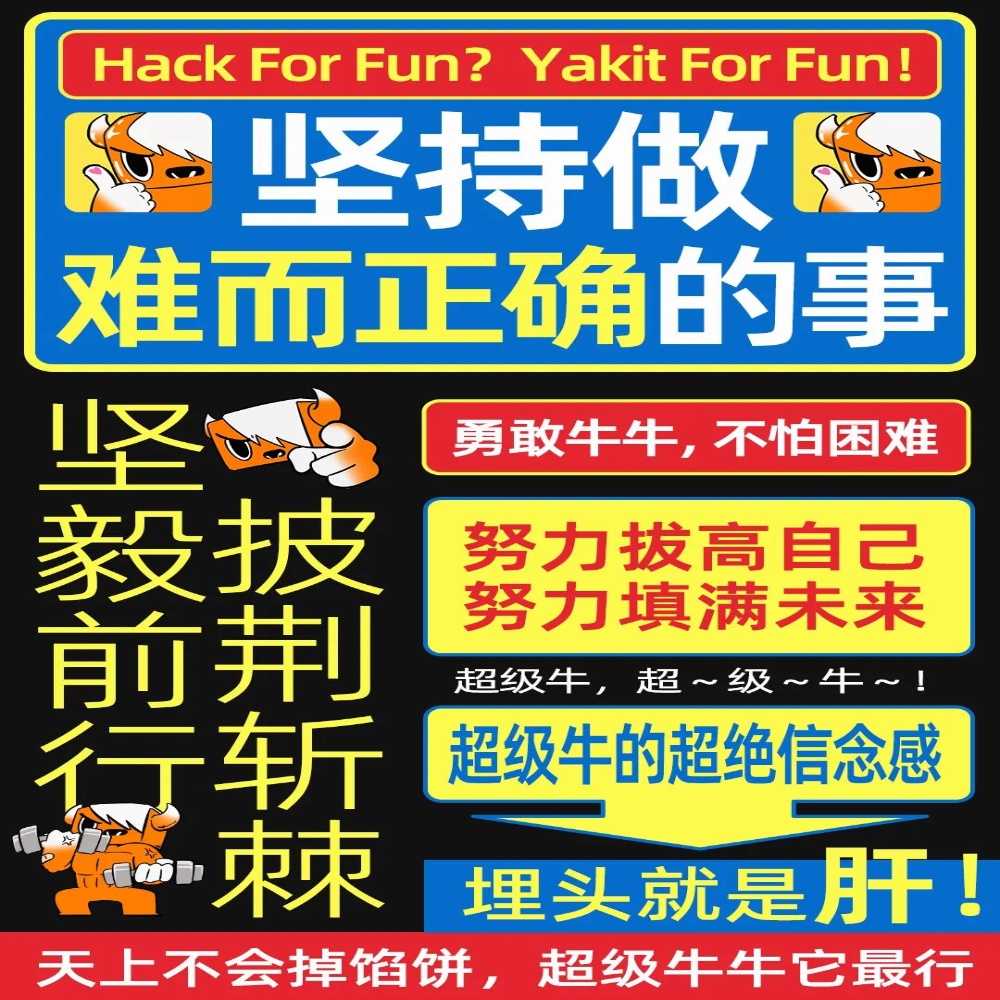 Hack For Fun? Yakit For Fun!
坚持做
难而正确的事
坚毅前行
披荆斩棘
勇敢牛牛,不怕困难
努力拔高自己
努力填满未来
超级牛，超～级～牛～！
超级牛的超绝信念感
埋头就是肝！
天上不会掉馅饼，超级牛牛它最行